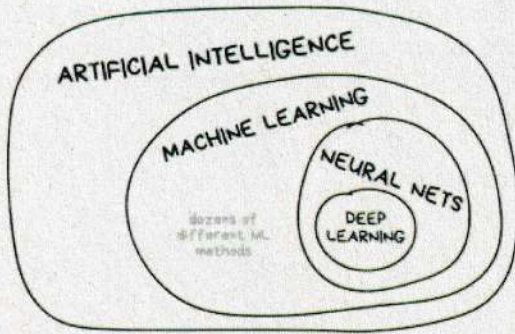 ARTIFICIAL INTELLIGENCE
MACHINE LEARNING
NEURAL NETS
DEEP
LEARNING
dozens of
different ML
methods